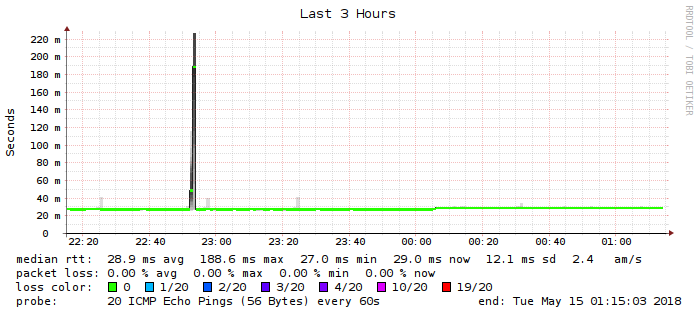 Last 3 Hours
RRDTOOL / TOBI OETIKER
Seconds
220 m
200 m
180 m
160 m
140 m
120 m
100 m
80 m
60 m
40 m
20 m
0
22:20 22:40 23:00 23:20 23:40 00:00 00:20 00:40 01:00
median rtt: 28.9 ms avg 188.6 ms max 27.0 ms min 29.0 ms now 12.1 ms sd 2.4 am/s
packet loss: 0.00 % avg 0.00 % max 0.00 % min 0.00 % now
loss color: 0 1/20 2/20 3/20 4/20 10/20 19/20
probe: 20 ICMP Echo Pings (56 Bytes) every 60s end: Tue May 15 01:15:03 2018